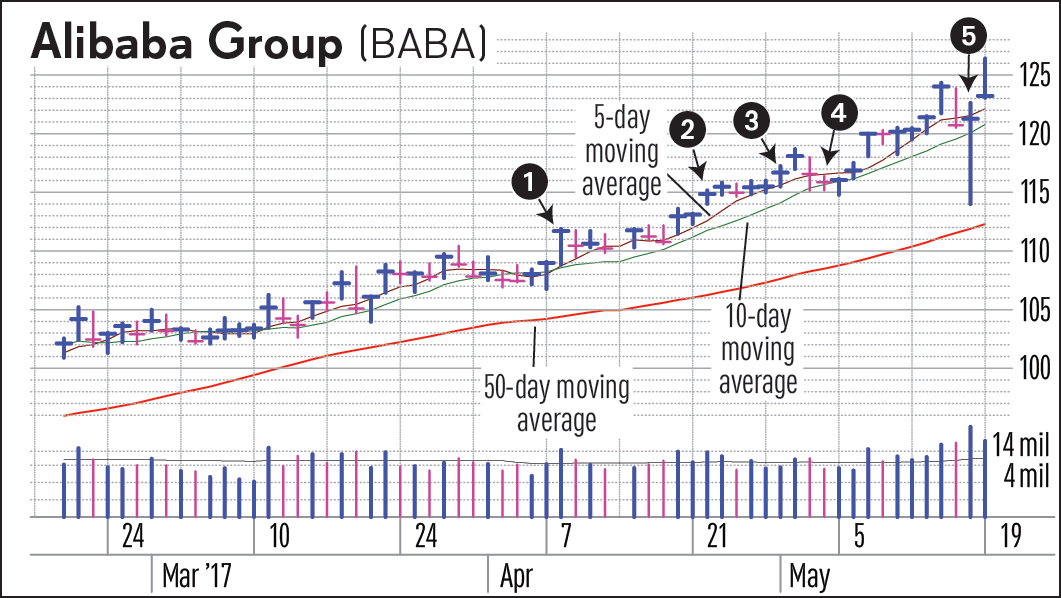 Alibaba Group (BABA)
5
125
5-day
moving
average
2
3
4
120
1
115
110
105
10-day
moving
average
100
50-day moving
average
14 mil
4 mil
24
10
24
7
21
5
19
Mar ’17
Apr
May